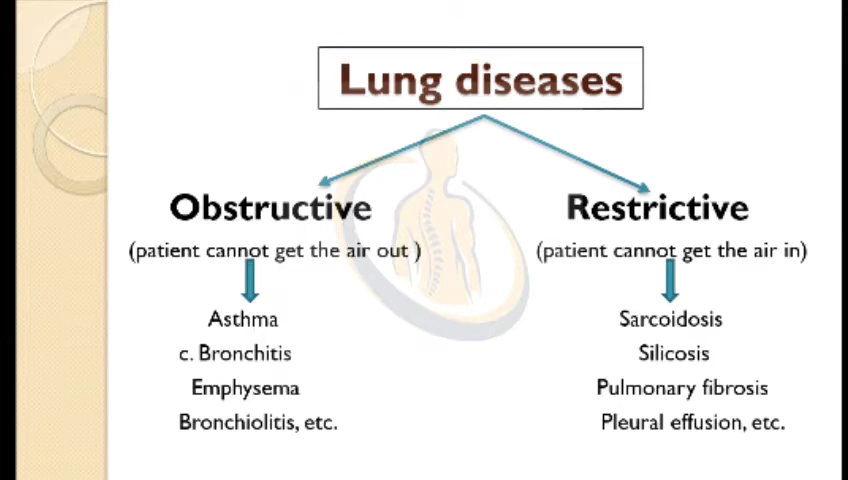 Lung diseases
Obstructive
(patient cannot get the air out )
Asthma
c. Bronchitis
Emphysema
Bronchiolitis, etc.
Restrictive
(patient cannot get the air in)
Sarcoidosis
Silicosis
Pulmonary fibrosis
Pleural effusion, etc.